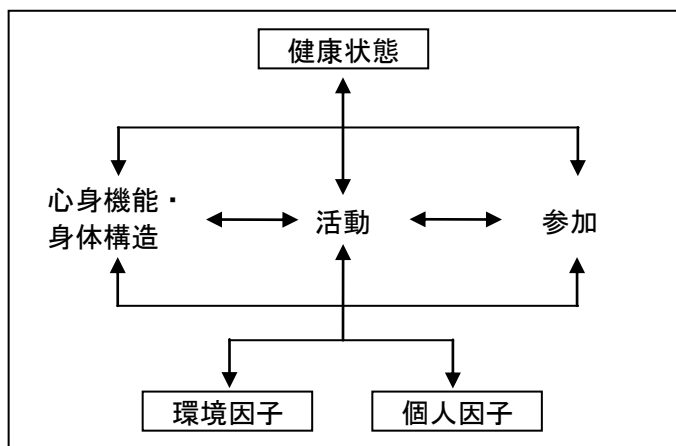 健康状態
心身機能・
身体構造
活動
参加
環境因子
個人因子